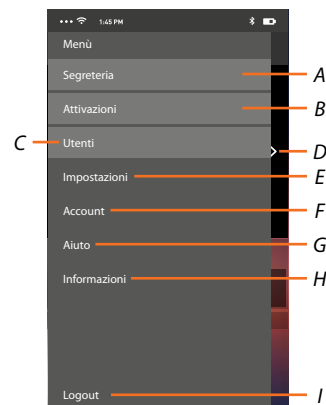 1:45 PM
Menù
Segreteria
A
Attivazioni
B
C
Utenti
D
Impostazioni
E
Account
F
Aiuto
G
Informazioni
H
Logout
I